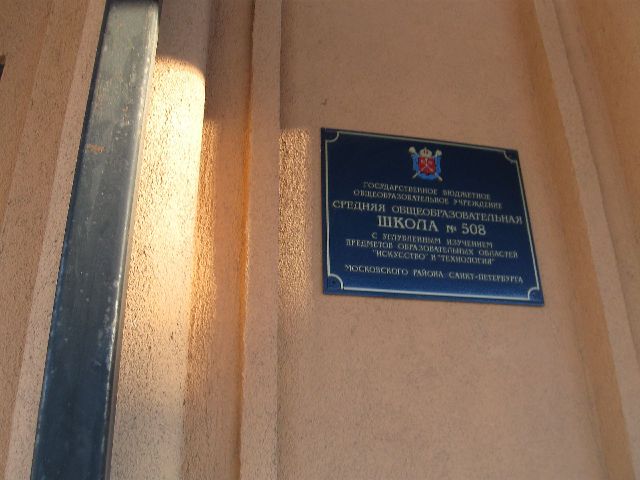 ГОСУДАРСТВЕННОЕ БЮДЖЕТНОЕ
ОБЩЕОБРАЗОВАТЕЛЬНОЕ УЧРЕЖДЕНИЕ
СРЕДНЯЯ ОБЩЕОБРАЗОВАТЕЛЬНАЯ
ШКОЛА № 508
С УГЛУБЛЕННЫМ ИЗУЧЕНИЕМ
ПРЕДМЕТОВ ОБРАЗОВАТЕЛЬНЫХ ОБЛАСТЕЙ
"ИСКУССТВО" И "ТЕХНОЛОГИЯ"
МОСКОВСКОГО РАЙОНА САНКТ-ПЕТЕРБУРГА